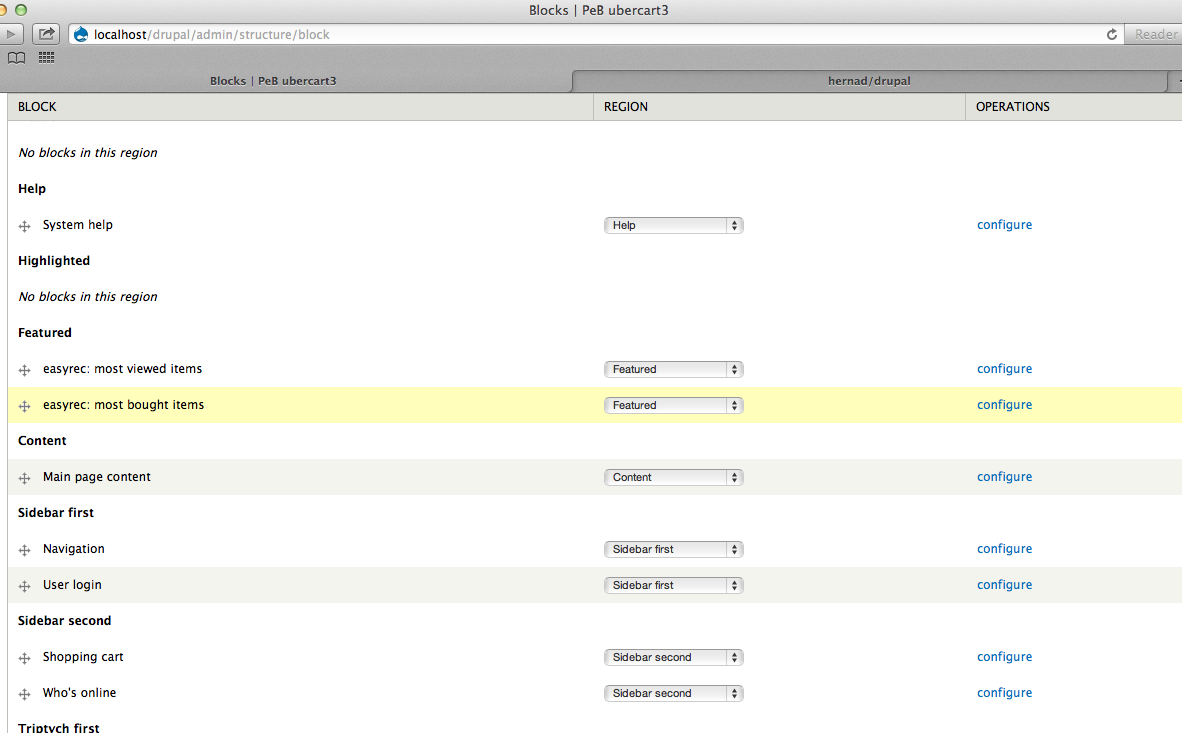 Blocks | PeB ubercart3
localhost/drupal/admin/structure/block
Reader
Blocks | PeB ubercart3
hernad/drupal
BLOCK REGION OPERATIONS
No blocks in this region
Help
System help Help configure
Highlighted
No blocks in this region
Featured
easyrec: most viewed items Featured configure
easyrec: most bought items Featured configure
Content
Main page content Content configure
Sidebar first
Navigation Sidebar first configure
User login Sidebar first configure
Sidebar second
Shopping cart Sidebar second configure
Who's online Sidebar second configure
Triptych first